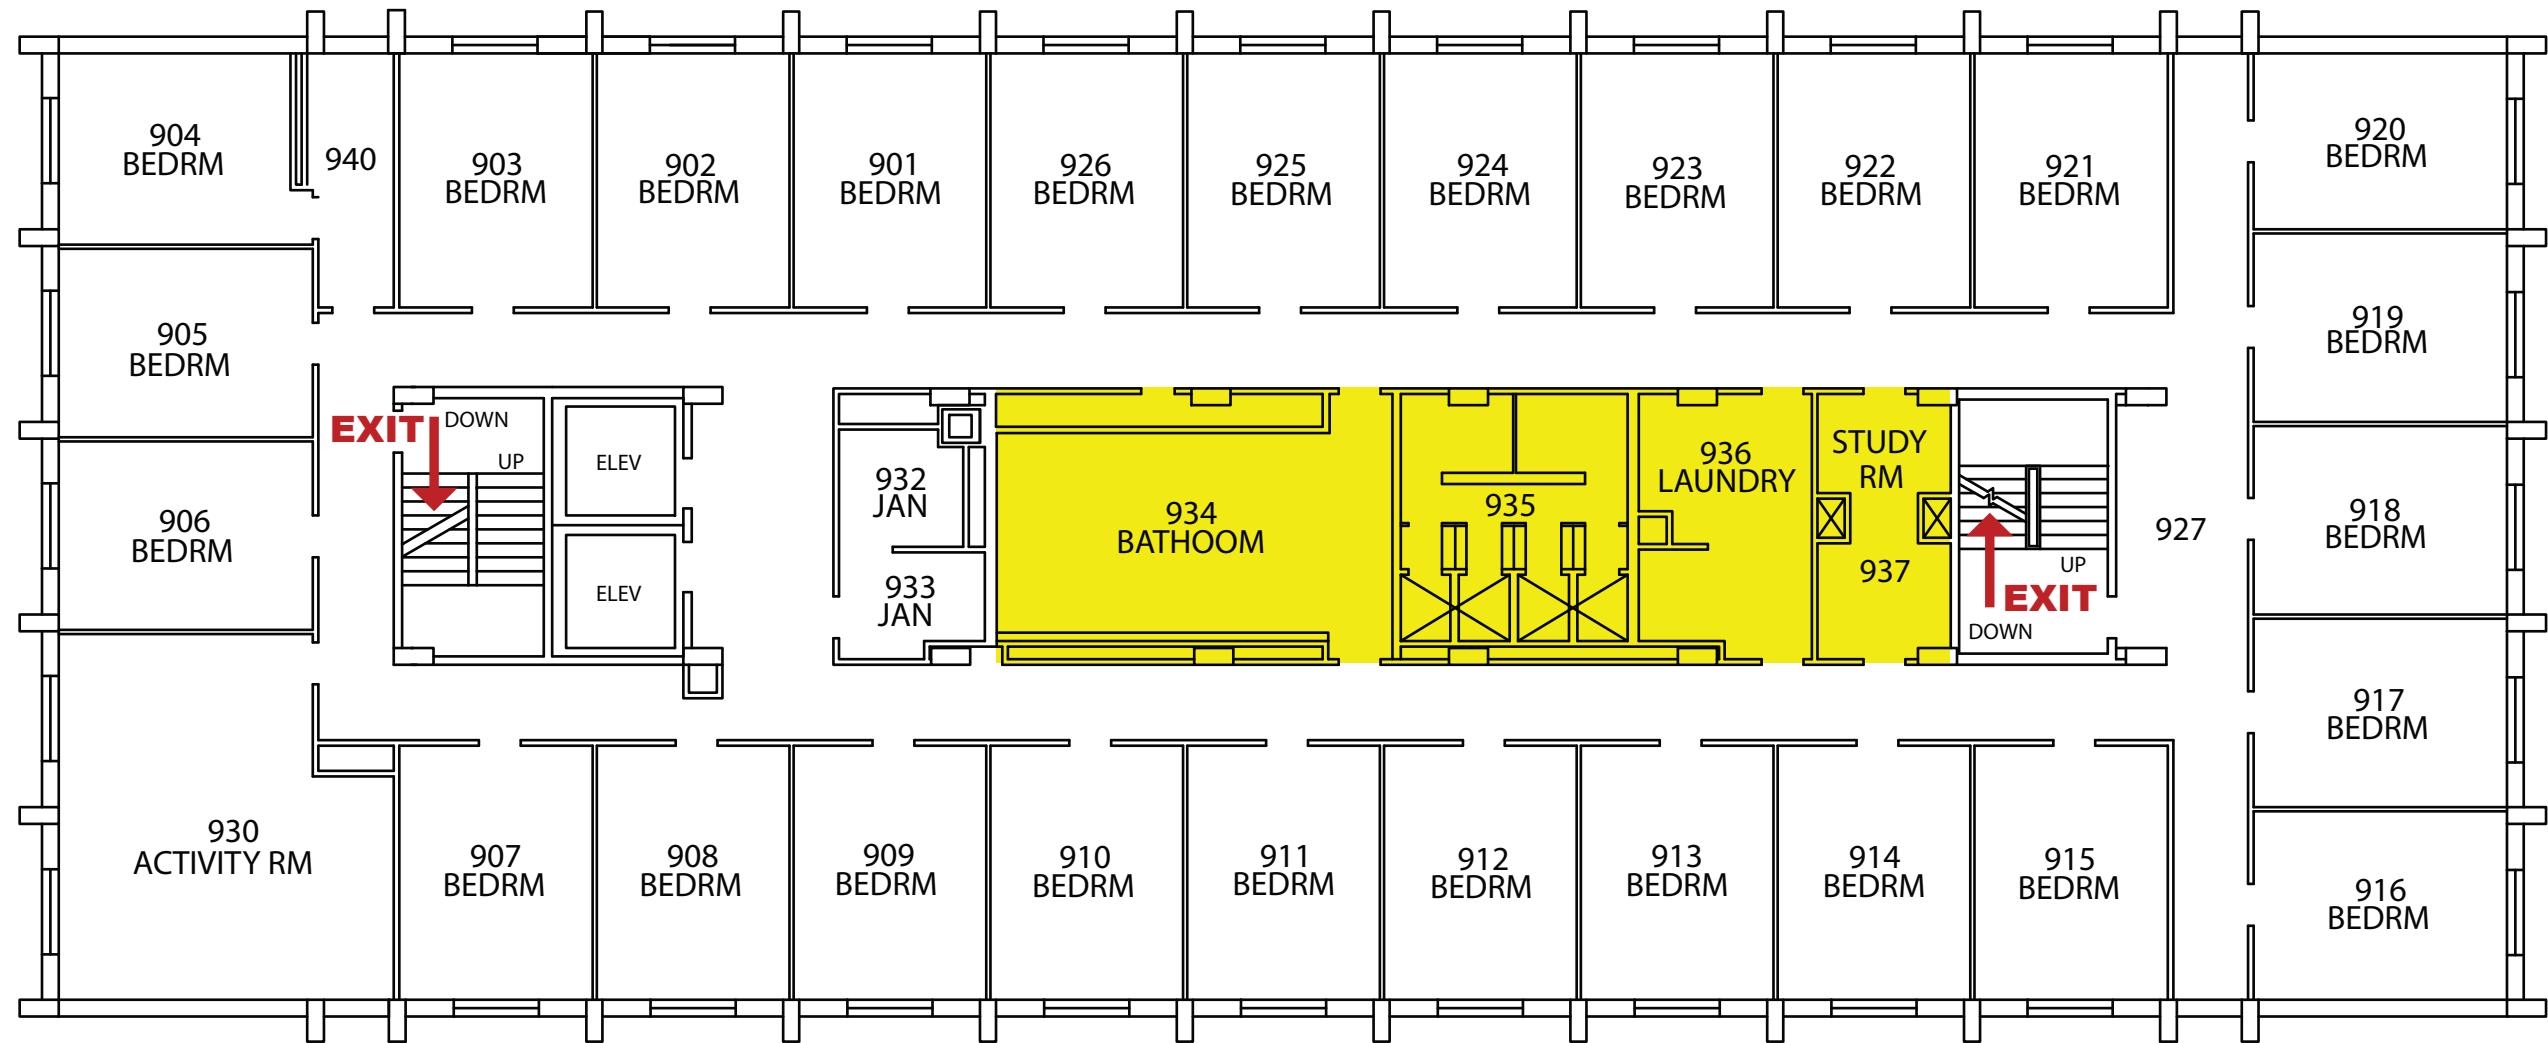 904
BEDRM
940
903
BEDRM
902
BEDRM
901
BEDRM
926
BEDRM
925
BEDRM
924
BEDRM
923
BEDRM
922
BEDRM
921
BEDRM
920
BEDRM
905
BEDRM
919
BEDRM
EXIT
DOWN
UP
ELEV
ELEV
932
JAN
933
JAN
934
BATHOOM
935
936
LAUNDRY
STUDY
RM
937
UP
EXIT
DOWN
927
906
BEDRM
918
BEDRM
917
BEDRM
930
ACTIVITY RM
907
BEDRM
908
BEDRM
909
BEDRM
910
BEDRM
911
BEDRM
912
BEDRM
913
BEDRM
914
BEDRM
915
BEDRM
916
BEDRM